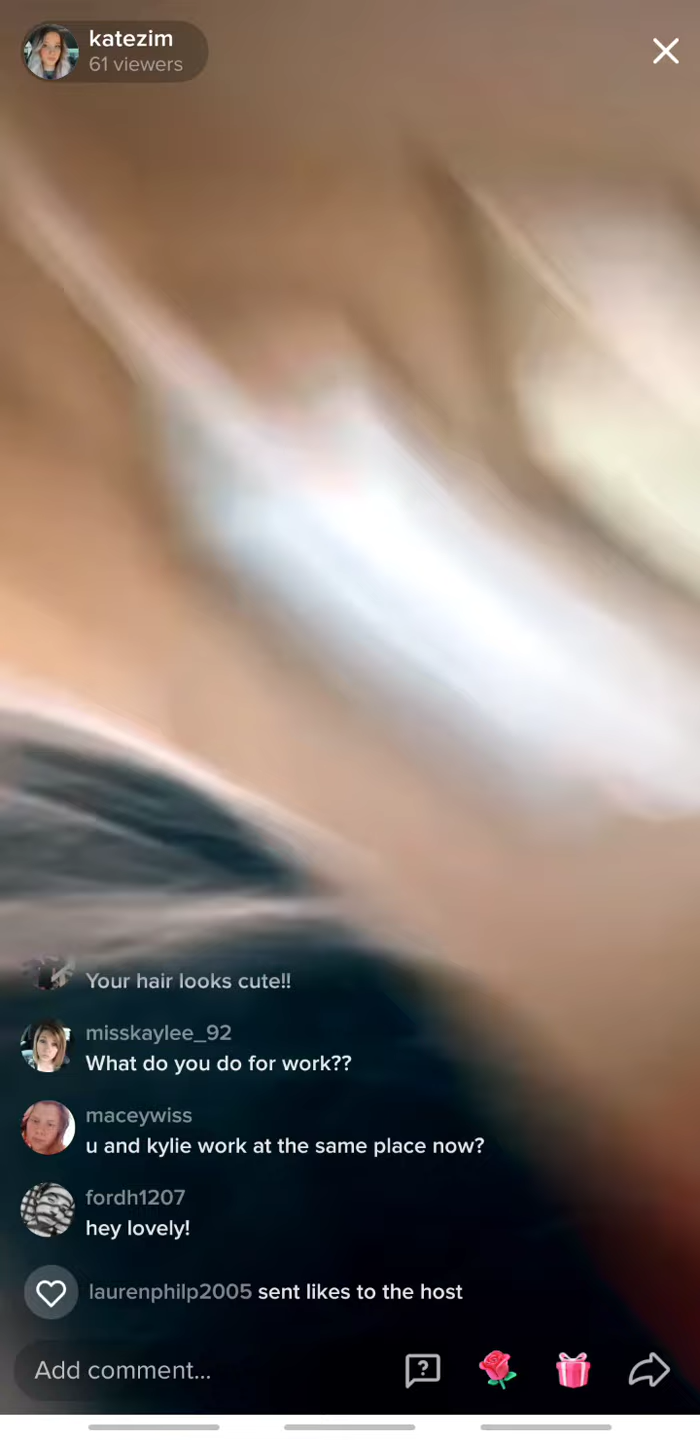 katezim
61 viewers
Your hair looks cute!!
misskaylee_92
What do you do for work??
maceywiss
u and kylie work at the same place now?
fordh1207
hey lovely!
laurenphilp2005 sent likes to the host
Add comment...